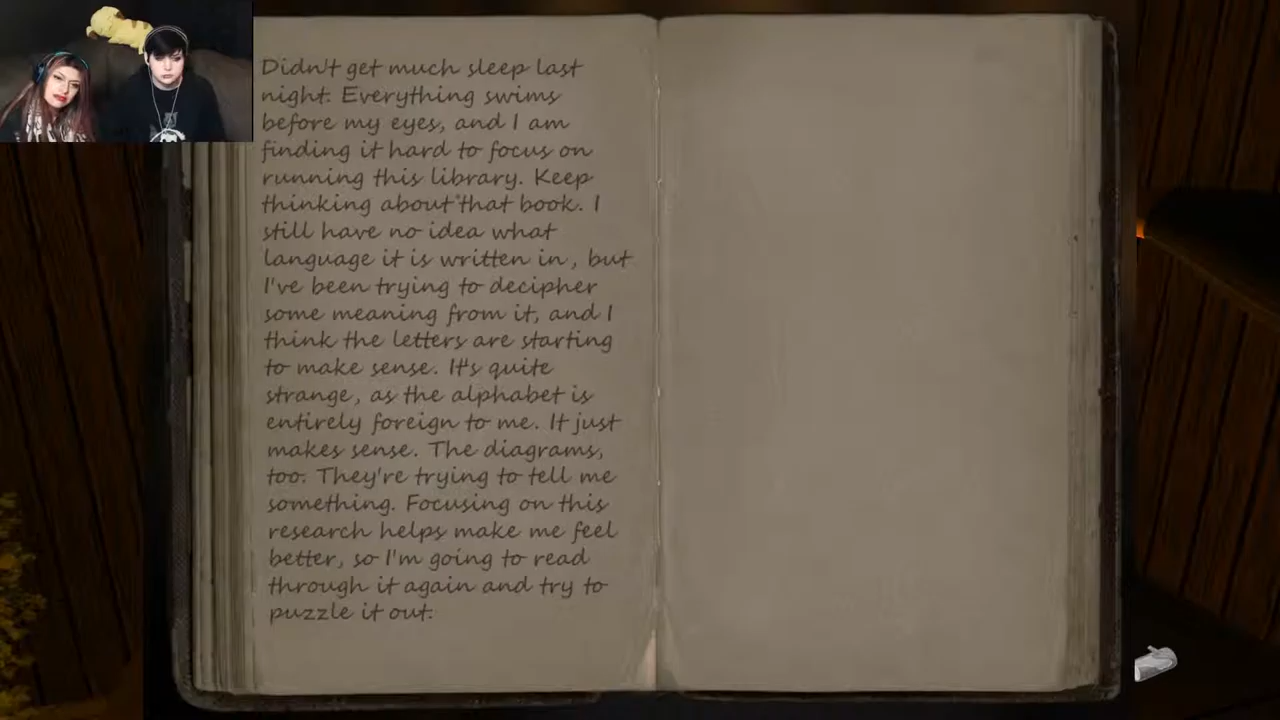 Didn't get much sleep last
night. Everything swims
before my eyes, and I am
finding it hard to focus on
running this library. Keep
thinking about that book. I
still have no idea what
language it is written in, but
I've been trying to decipher
some meaning from it, and I
think the letters are starting
to make sense. It's quite
strange, as the alphabet is
entirely foreign to me. It just
makes sense. The diagrams,
too. They're trying to tell me
something. Focusing on this
research helps make me feel
better, so I'm going to read
through it again and try to
puzzle it out.